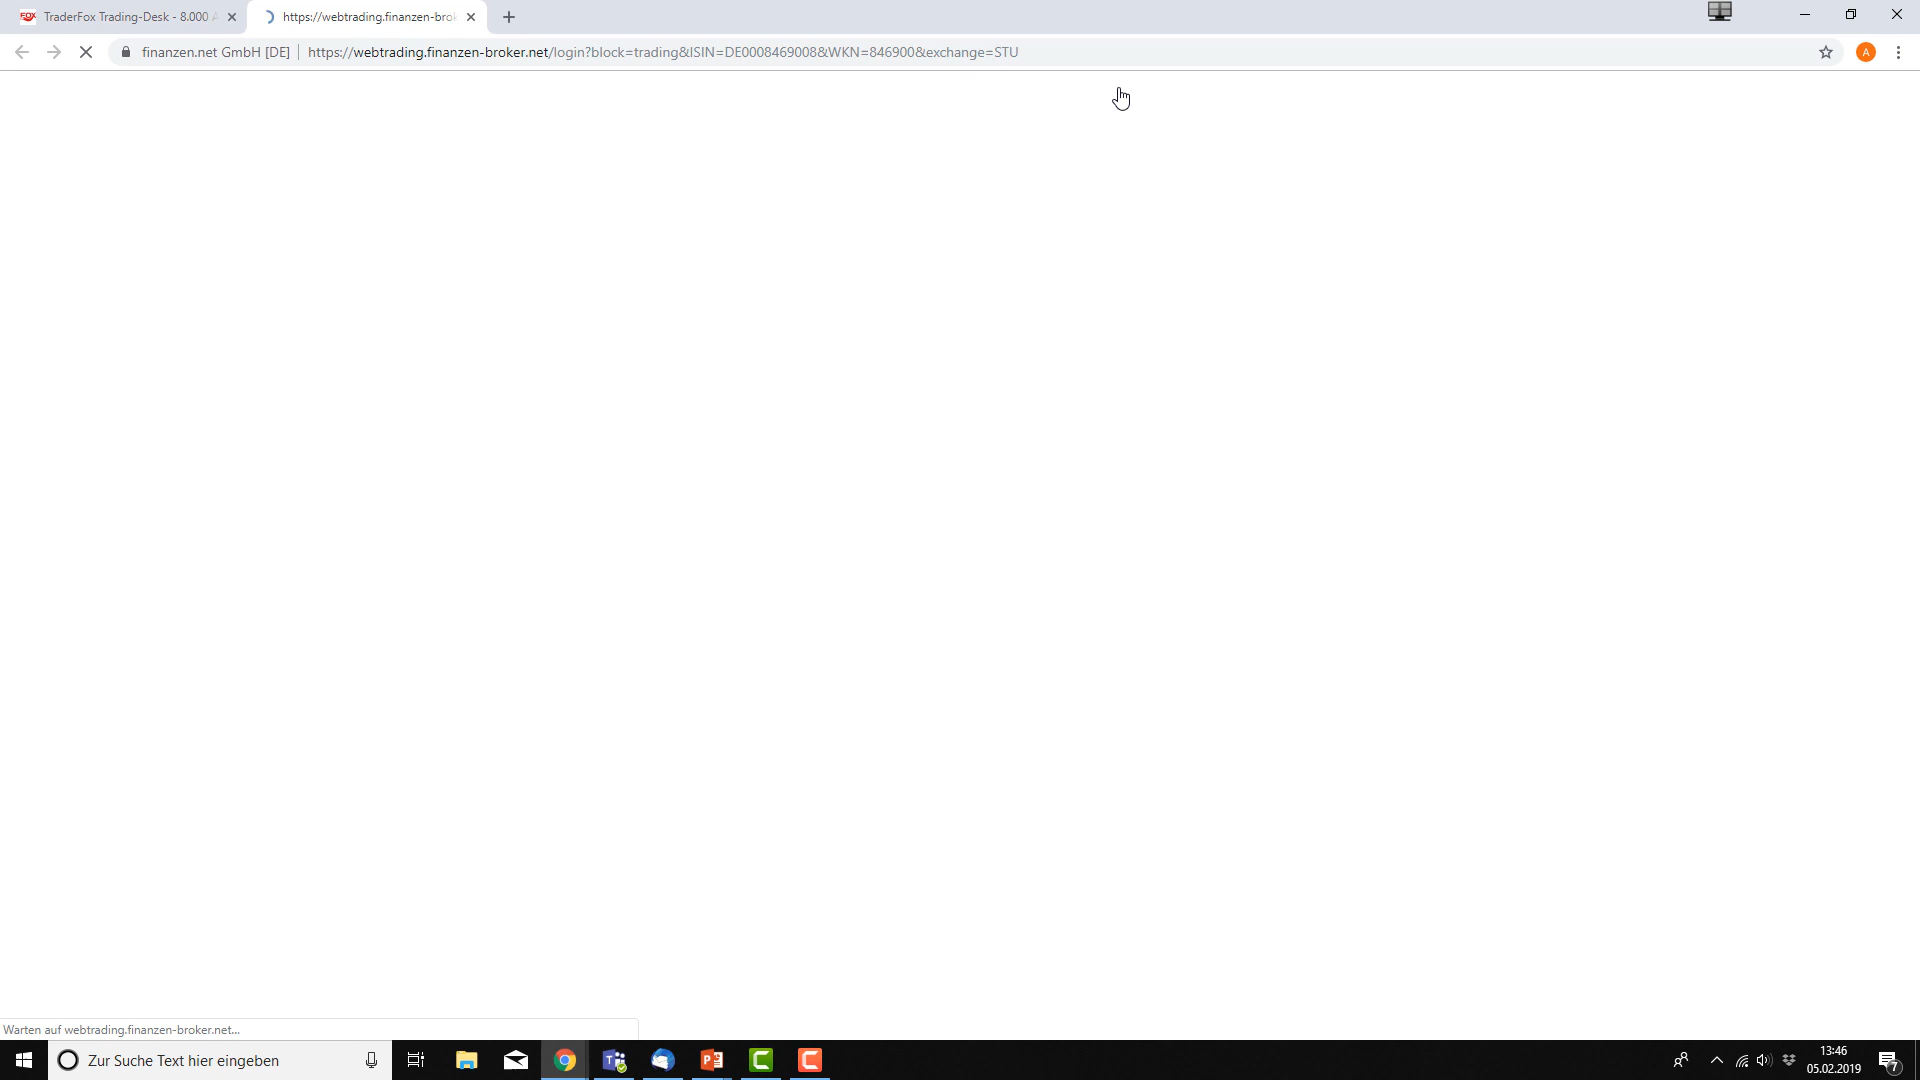 TraderFox Trading-Desk - 8.000
https://webtrading.finanzen-brok
finanzen.net GmbH [DE]
https://webtrading.finanzen-broker.net/login?block=trading&ISIN=DE0008469008&WKN=846900&exchange=STU
A
Warten auf webtrading.finanzen-broker.net...
Zur Suche Text hier eingeben
13:46
05.02.2019
7